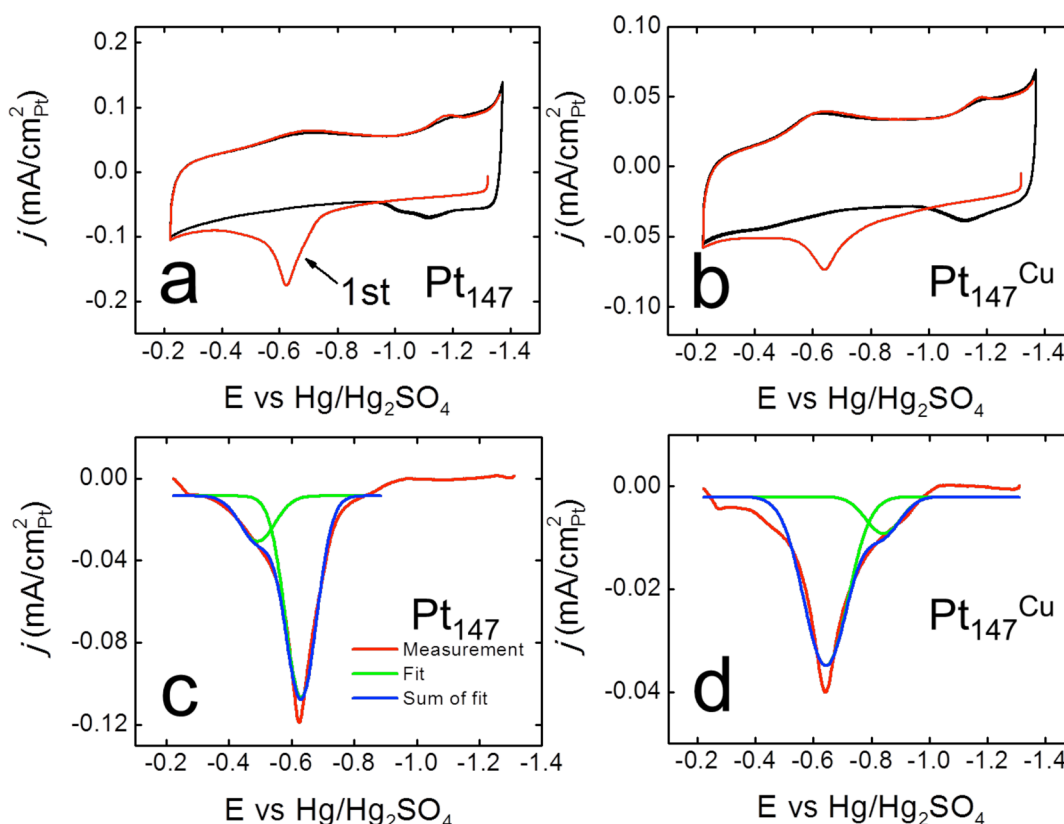 0.2
0.1
0.0
-0.1
-0.2
j (mA/cm²Pt)
a
1st
Pt147
-0.2 -0.4 -0.6 -0.8 -1.0 -1.2 -1.4
E vs Hg/Hg2SO4
0.10
0.05
0.00
-0.05
-0.10
j (mA/cm²Pt)
b
Pt147Cu
-0.2 -0.4 -0.6 -0.8 -1.0 -1.2 -1.4
E vs Hg/Hg2SO4
0.00
-0.04
-0.08
-0.12
j (mA/cm²Pt)
Pt147
Measurement
Fit
Sum of fit
c
-0.2 -0.4 -0.6 -0.8 -1.0 -1.2 -1.4
E vs Hg/Hg2SO4
0.00
-0.02
-0.04
j (mA/cm²Pt)
Pt147Cu
d
-0.2 -0.4 -0.6 -0.8 -1.0 -1.2 -1.4
E vs Hg/Hg2SO4